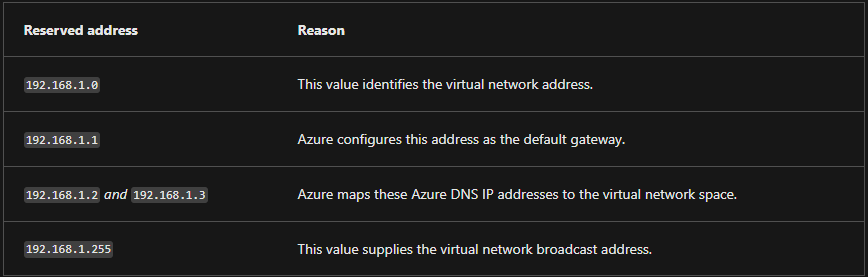 Reserved address Reason
192.168.1.0 This value identifies the virtual network address.
192.168.1.1 Azure configures this address as the default gateway.
192.168.1.2 and 192.168.1.3 Azure maps these Azure DNS IP addresses to the virtual network space.
192.168.1.255 This value supplies the virtual network broadcast address.